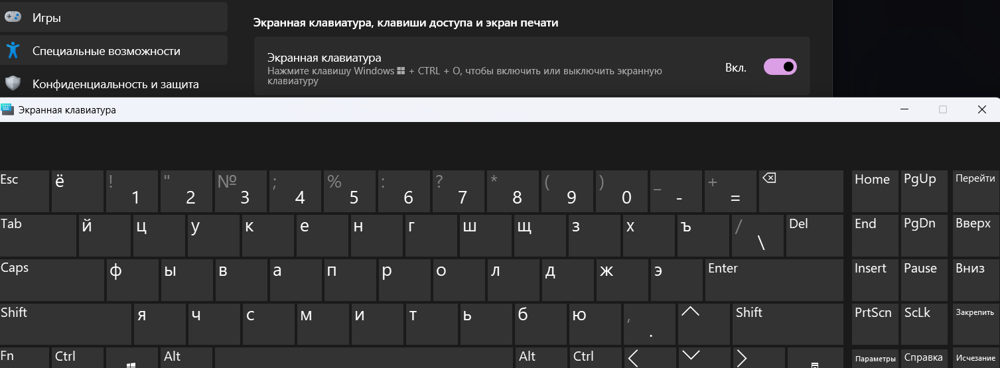 Игры
Экранная клавиатура, клавиши доступа и экран печати
Специальные возможности
Экранная клавиатура
Нажмите клавишу Windows + CTRL + O, чтобы включить или выключить экранную
клавиатуру
Вкл.
Конфиденциальность и защита
Экранная клавиатура
Esc ё ! 1 " 2 № 3 ; 4 % 5 : 6 ? 7 * 8 ( 9 ) 0 _ - + = Home PgUp Перейти
Tab й ц у к е н г ш щ з х ъ / \ Del End PgDn Вверх
Caps ф ы в а п р о л д ж э Enter Insert Pause Вниз
Shift я ч с м и т ь б ю , . Shift PrtScn ScLk Закрепить
Fn Ctrl Alt Alt Ctrl Параметры Справка Исчезание